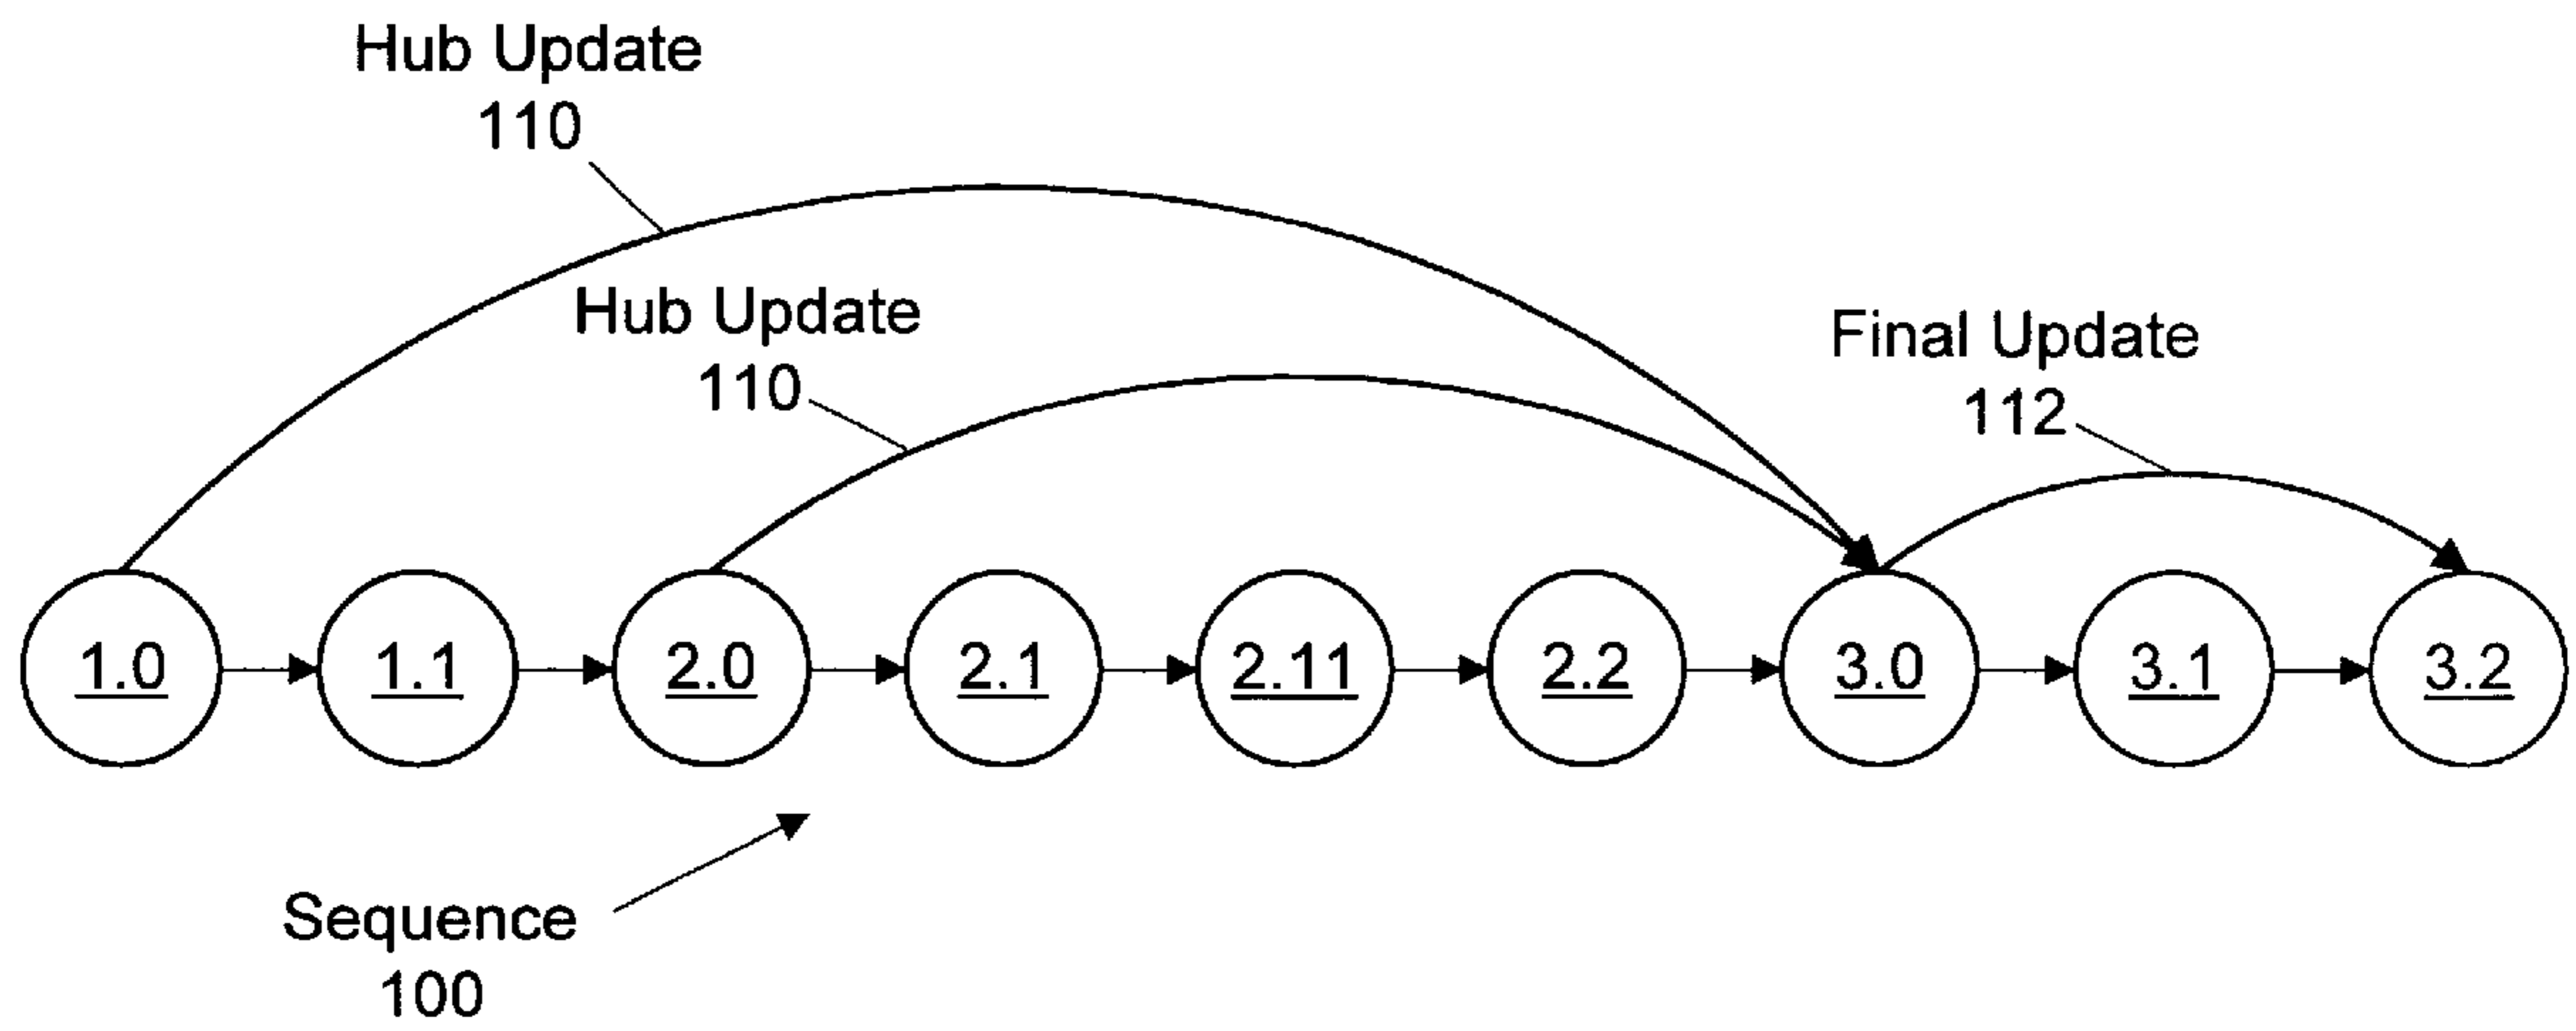 Hub Update
110
Hub Update
110
Final Update
112
1.0 1.1 2.0 2.1 2.11 2.2 3.0 3.1 3.2
Sequence
100